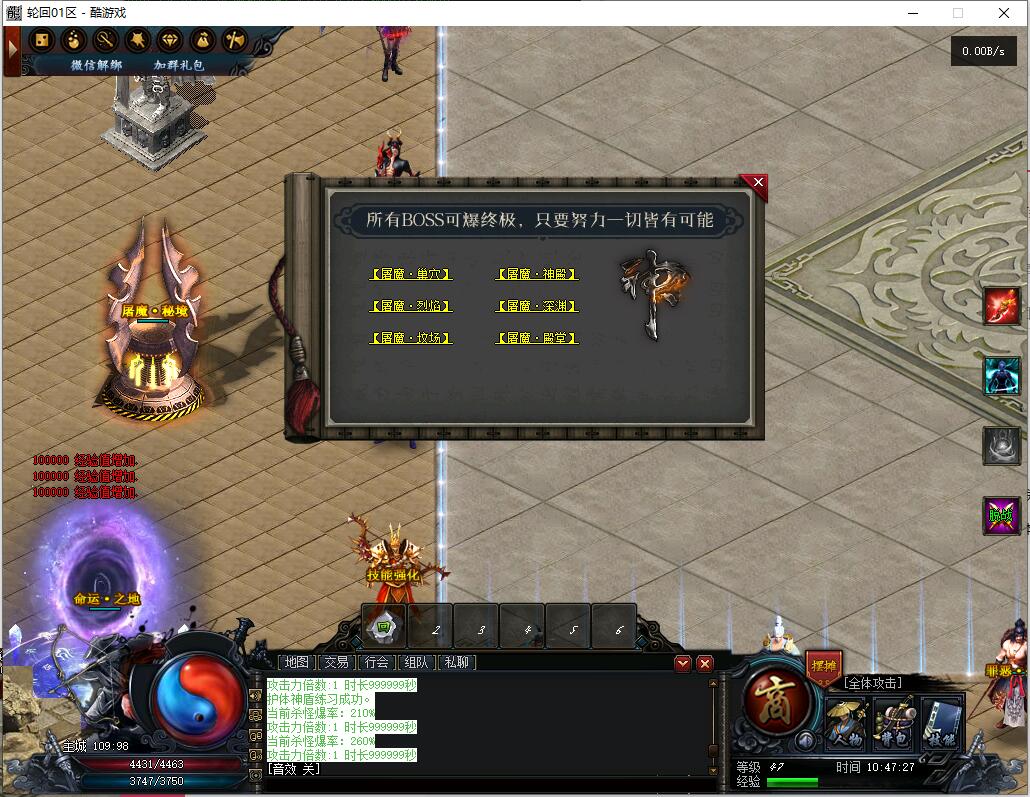 轮回01区 - 酷游戏
微信解绑 加群礼包
0.00B/s
所有BOSS可爆终极，只要努力一切皆有可能
【屠魔·巢穴】 【屠魔·神殿】
【屠魔·烈焰】 【屠魔·深渊】
【屠魔·坟场】 【屠魔·殿堂】
屠魔·秘境
100000 经验值增加.
100000 经验值增加.
100000 经验值增加.
脱战
命运·之地
技能强化
回 2 3 4 5 6
地图 交易 行会 组队 私聊
攻击力倍数:1 时长999999秒
护体神盾练习成功。
当前杀怪爆率: 210%
攻击力倍数:1 时长999999秒
当前杀怪爆率: 260%
攻击力倍数:1 时长999999秒
[音效 关]
主城 109:98
4431/4463
3747/3750
摆摊
[全体攻击]
商
人物 背包 技能
罪恶·
等级 47 时间 10:47:27
经验